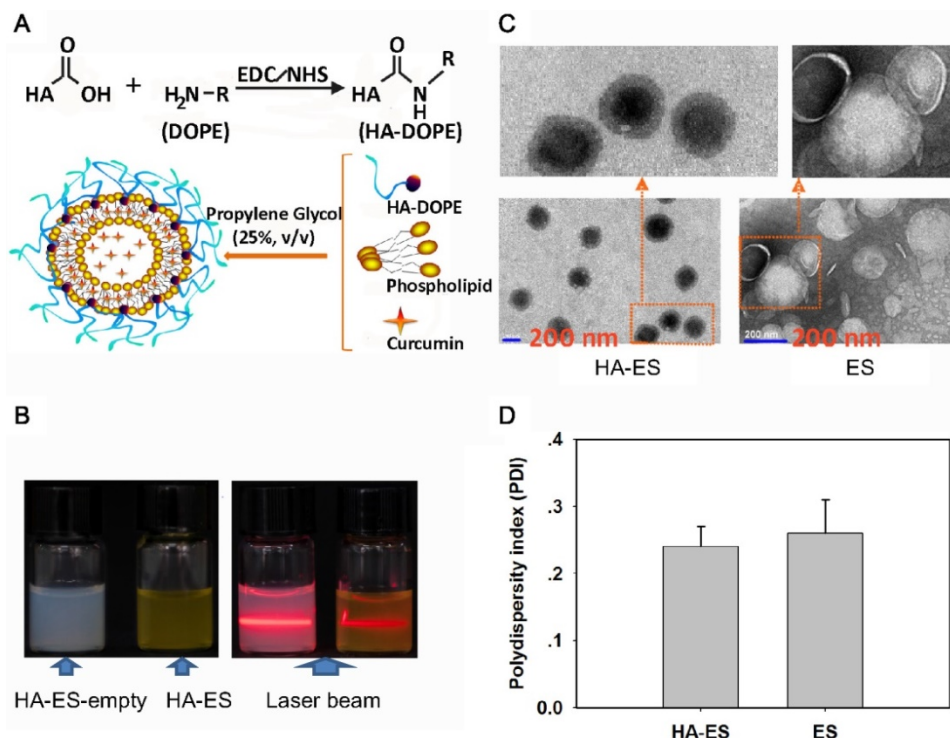 A
O
HA
OH
+
H₂N–R
(DOPE)
EDC/NHS
O
R
HA
N
H
(HA-DOPE)
Propylene Glycol
(25%, v/v)
HA-DOPE
Phospholipid
Curcumin
B
HA-ES-empty
HA-ES
Laser beam
C
200 nm
HA-ES
200 nm
200 nm
ES
D
Polydispersity index (PDI)
.4
.3
.2
.1
0.0
HA-ES
ES